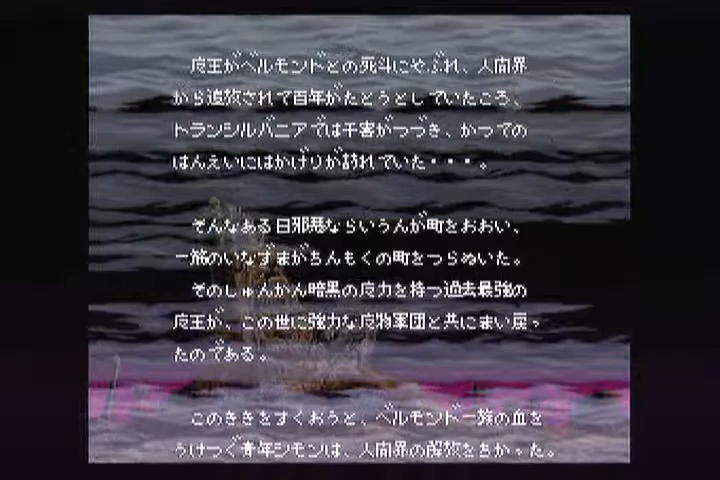 魔王がベルモンドとの死斗にやぶれ、人間界
から追放されて百年がたとうとしていたころ、
トランシルバニアでは干害がつづき、かつての
はんえいにはかげりが訪れていた・・・。
そんなある日邪悪ならいうんが町をおおい、
一旅のいなずまがちんもくの町をつらぬいた。
そのしゅんかん暗黒の魔力を持つ過去最強の
魔王が、この世に強力な魔物軍団と共にまい戻っ
たのである。
このききをすくおうと、ベルモンド一族の血を
うけつぐ青年シモンは、人間界の解放をちかった。